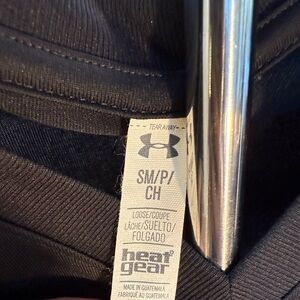 TEAR AWAY
SM/P/
CH
LOOSE/COUPE
LÂCHE/SUELTO/
FOLGADO
heat
gear
MADE IN GUATEMALA
FABRIQUÉ AU GUATEMALA